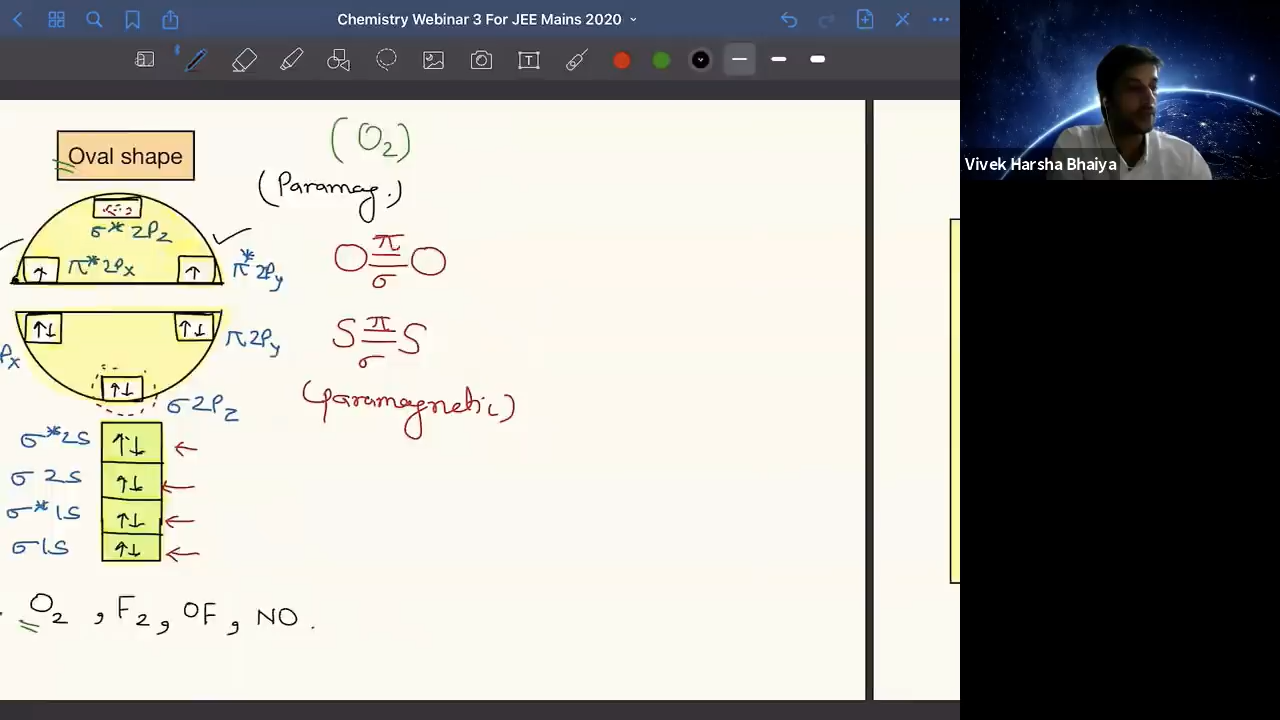 Chemistry Webinar 3 For JEE Mains 2020
T
Vivek Harsha Bhaiya
Oval shape
(O₂)
(Paramag.)
σ*2Pz
π*2Px
π*2Py
O π σ O
↑ ↑
↑↓ ↑↓
Px
π2Py
S π σ S
↑↓
σ2Pz
(paramagnetic)
σ*2S ↑↓ ←
σ2S ↑↓ ←
σ*1S ↑↓ ←
σ1S ↑↓ ←
O₂ , F₂, OF, NO.